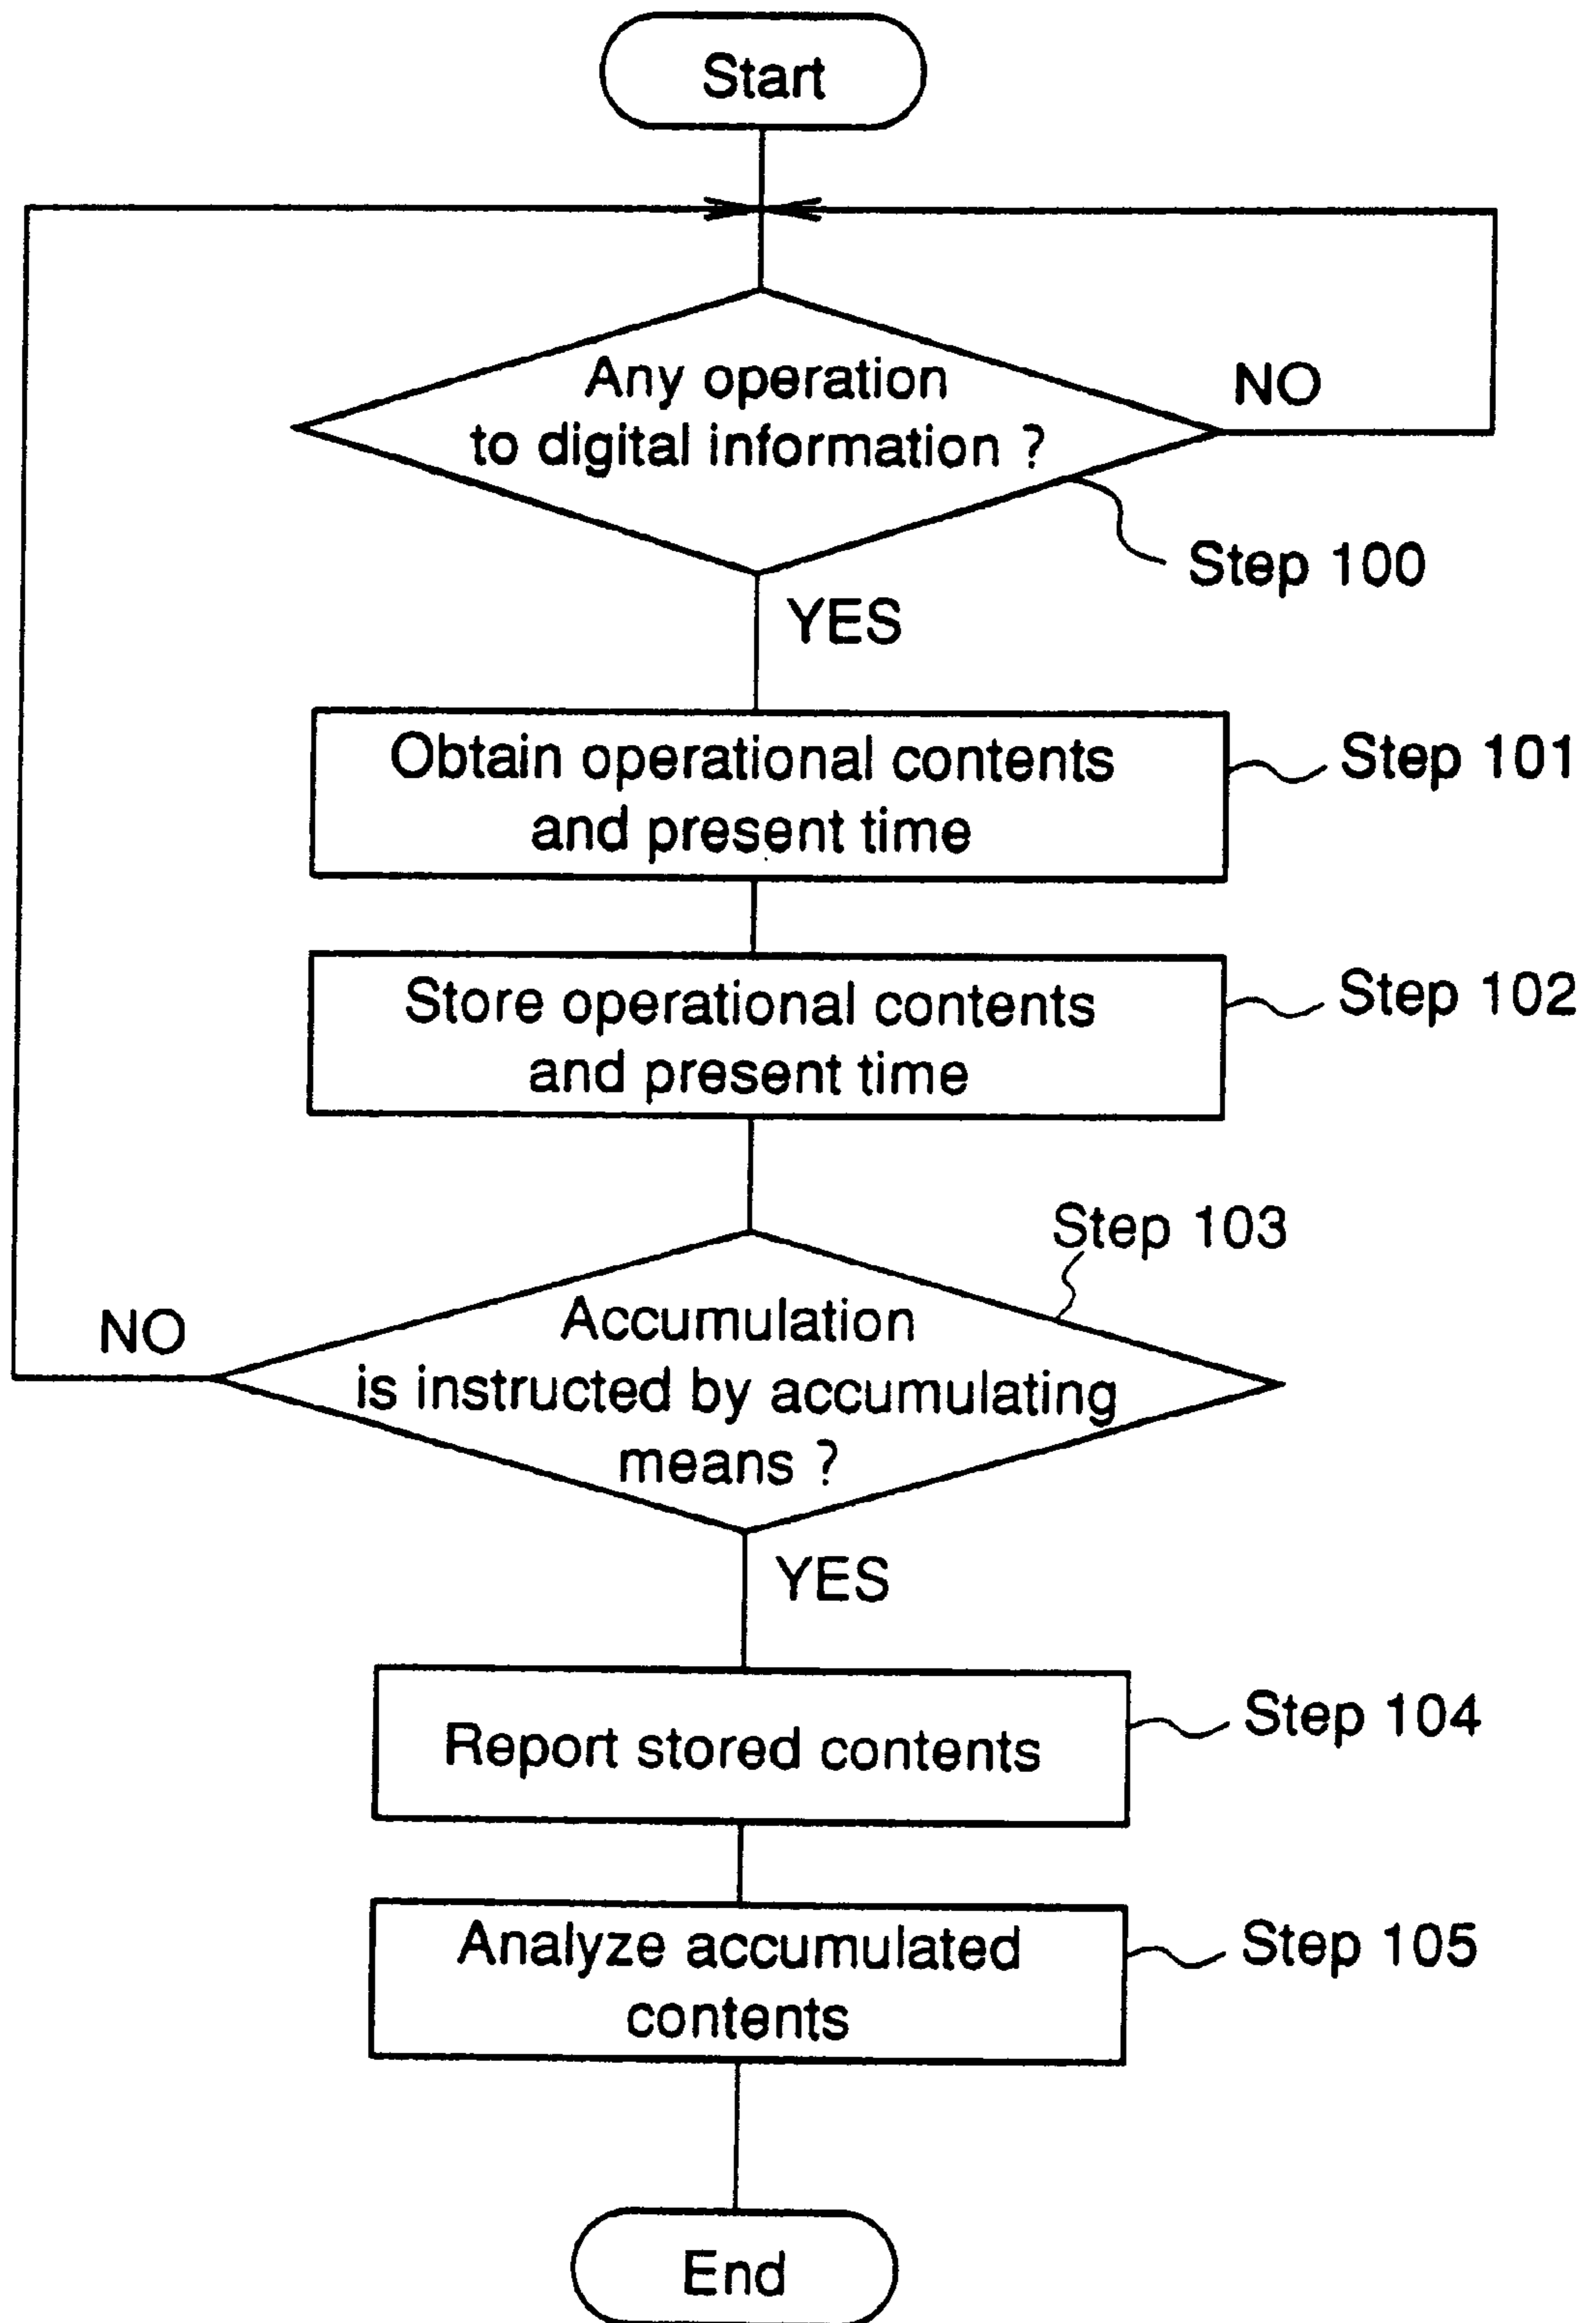 Start
Any operation
to digital information ?
NO
Step 100
YES
Obtain operational contents
and present time
Step 101
Store operational contents
and present time
Step 102
Step 103
Accumulation
is instructed by accumulating
means ?
NO
YES
Report stored contents
Step 104
Analyze accumulated
contents
Step 105
End